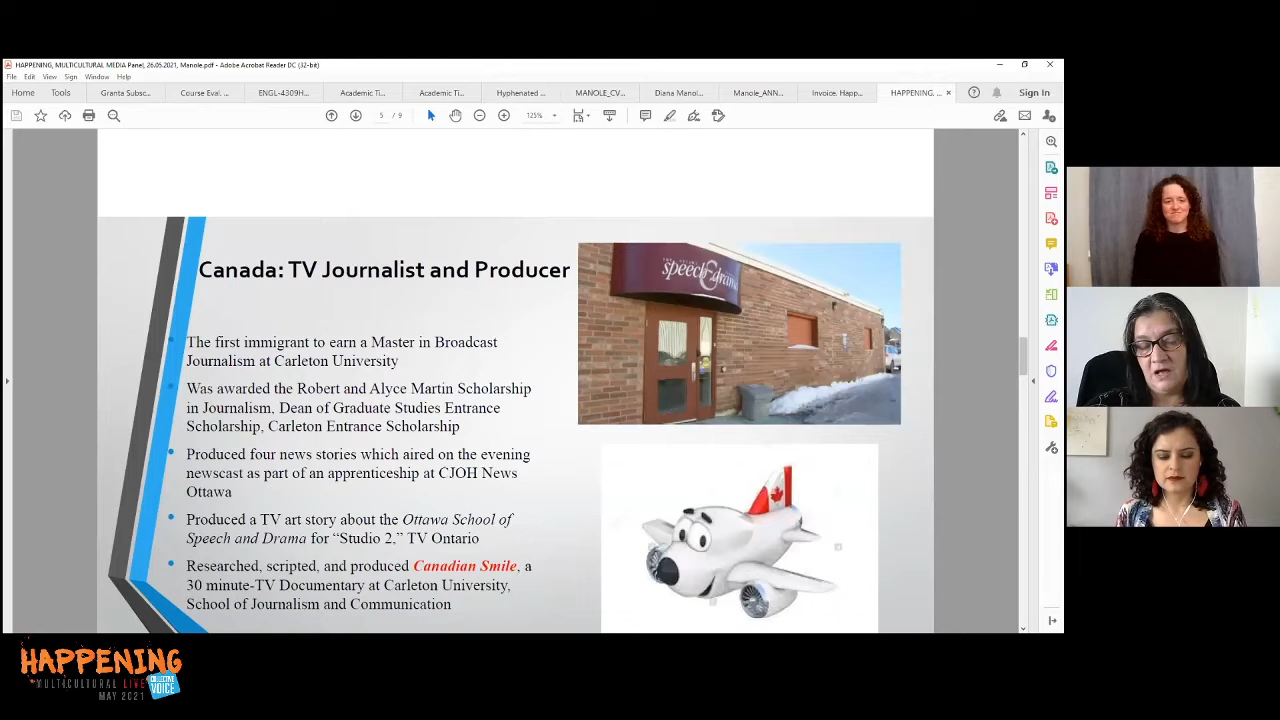 HAPPENING, MULTICULTURAL MEDIA Panel, 26.05.2021, Manole.pdf - Adobe Acrobat Reader DC (32-bit)
File Edit View Sign Window Help
Home Tools Granta Subsc... Course Eval. ... ENGL-4309H... Academic Ti... Academic Ti... Hyphenated ... MANOLE_CV... Diana Manol... Manole_ANN... Invoice. Happ... HAPPENING. ... Sign In
5 / 9 125%
Canada: TV Journalist and Producer
The first immigrant to earn a Master in Broadcast
Journalism at Carleton University
Was awarded the Robert and Alyce Martin Scholarship
in Journalism, Dean of Graduate Studies Entrance
Scholarship, Carleton Entrance Scholarship
Produced four news stories which aired on the evening
newscast as part of an apprenticeship at CJOH News
Ottawa
Produced a TV art story about the Ottawa School of
Speech and Drama for “Studio 2,” TV Ontario
Researched, scripted, and produced Canadian Smile, a
30 minute-TV Documentary at Carleton University,
School of Journalism and Communication
speech & drama
HAPPENING
MULTICULTURAL LIVE
MAY 2021
COLLECTIVE
VOICE